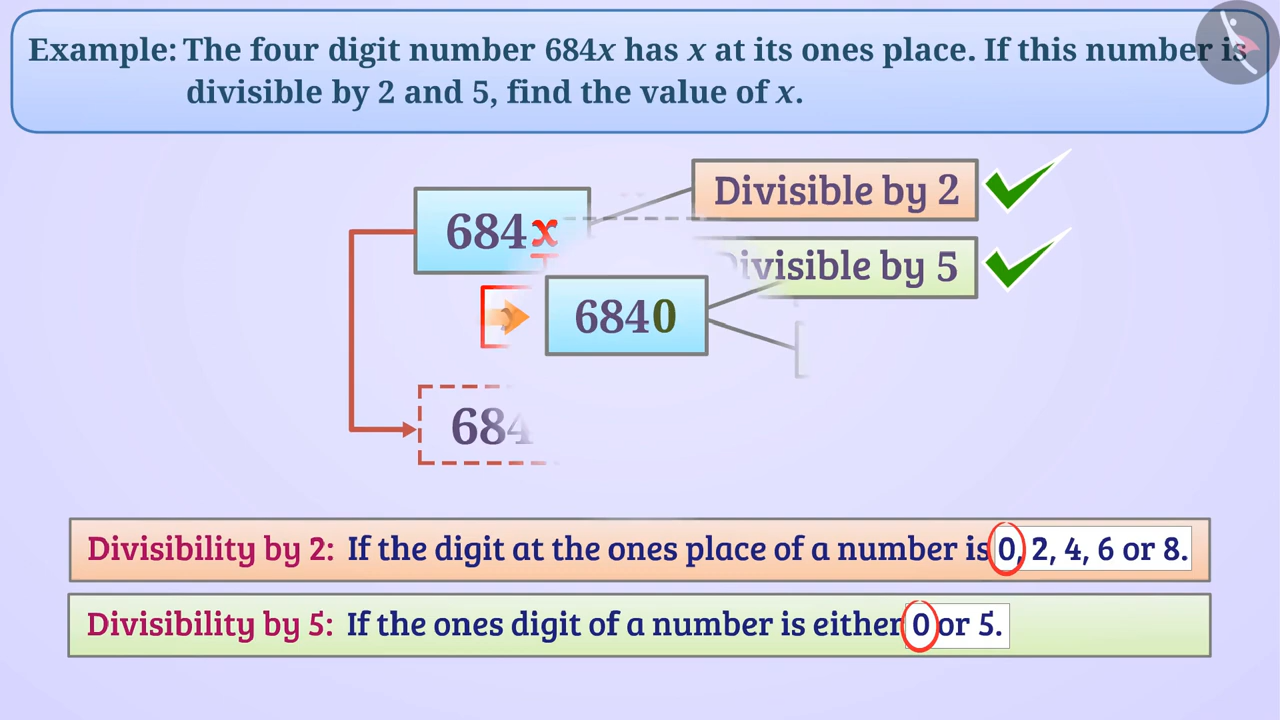 Example: The four digit number 684x has x at its ones place. If this number is
divisible by 2 and 5, find the value of x.
Divisible by 2
684x
Divisible by 5
6840
684
Divisibility by 2: If the digit at the ones place of a number is 0, 2, 4, 6 or 8.
Divisibility by 5: If the ones digit of a number is either 0 or 5.